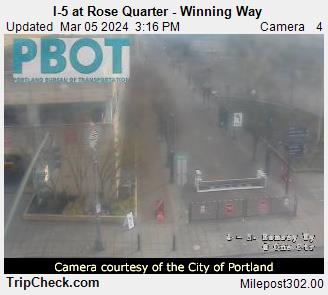 I-5 at Rose Quarter - Winning Way
Updated Mar 05 2024 3:16 PM Camera 4
PBOT
PORTLAND BUREAU OF TRANSPORTATION
Camera courtesy of the City of Portland
TripCheck.com Milepost302.00